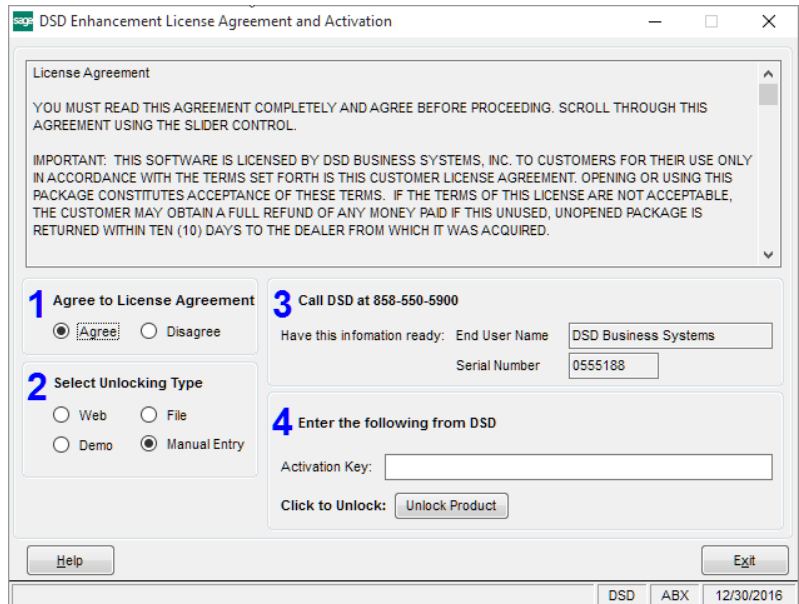 sage DSD Enhancement License Agreement and Activation
License Agreement
YOU MUST READ THIS AGREEMENT COMPLETELY AND AGREE BEFORE PROCEEDING. SCROLL THROUGH THIS
AGREEMENT USING THE SLIDER CONTROL.
IMPORTANT: THIS SOFTWARE IS LICENSED BY DSD BUSINESS SYSTEMS, INC. TO CUSTOMERS FOR THEIR USE ONLY
IN ACCORDANCE WITH THE TERMS SET FORTH IS THIS CUSTOMER LICENSE AGREEMENT. OPENING OR USING THIS
PACKAGE CONSTITUTES ACCEPTANCE OF THESE TERMS. IF THE TERMS OF THIS LICENSE ARE NOT ACCEPTABLE,
THE CUSTOMER MAY OBTAIN A FULL REFUND OF ANY MONEY PAID IF THIS UNUSED, UNOPENED PACKAGE IS
RETURNED WITHIN TEN (10) DAYS TO THE DEALER FROM WHICH IT WAS ACQUIRED.
1 Agree to License Agreement
Agree Disagree
2 Select Unlocking Type
Web File
Demo Manual Entry
3 Call DSD at 858-550-5900
Have this infomation ready: End User Name DSD Business Systems
Serial Number 0555188
4 Enter the following from DSD
Activation Key:
Click to Unlock: Unlock Product
Help Exit
DSD ABX 12/30/2016